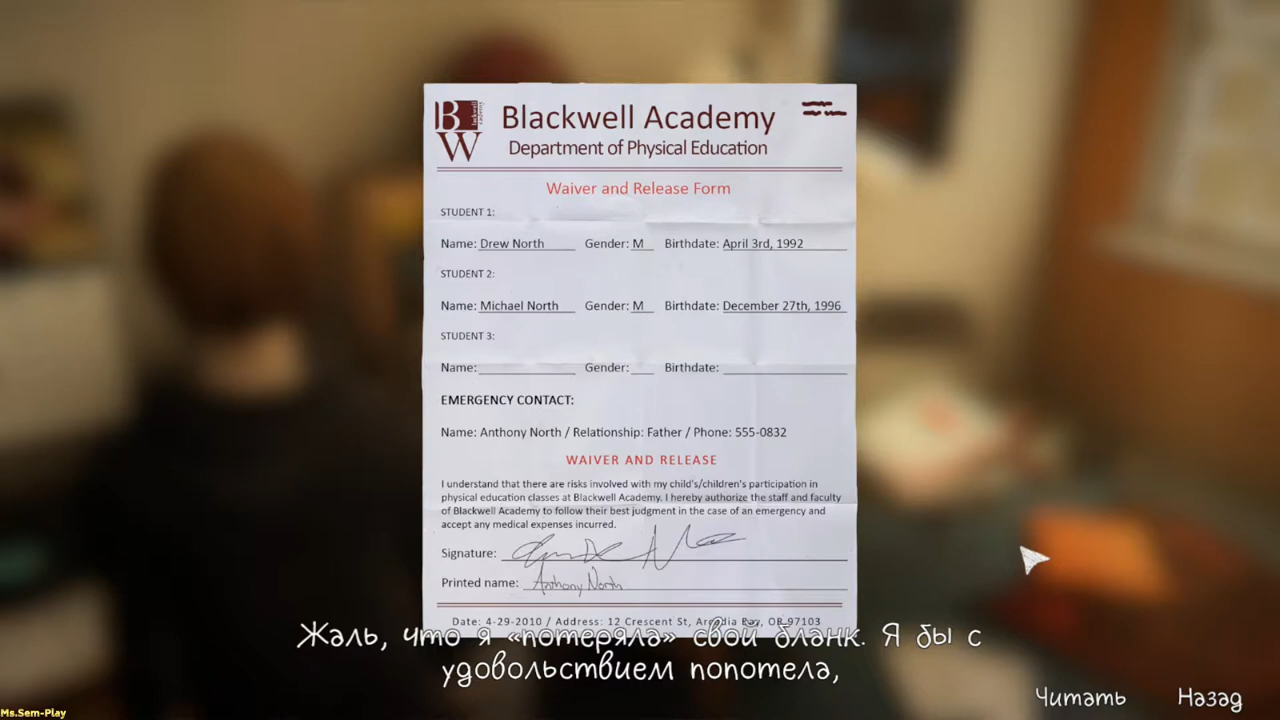 Blackwell Academy
Department of Physical Education
Waiver and Release Form
STUDENT 1:
Name: Drew North Gender: M Birthdate: April 3rd, 1992
STUDENT 2:
Name: Michael North Gender: M Birthdate: December 27th, 1996
STUDENT 3:
Name: Gender: Birthdate:
EMERGENCY CONTACT:
Name: Anthony North / Relationship: Father / Phone: 555-0832
WAIVER AND RELEASE
I understand that there are risks involved with my child's/children's participation in
physical education classes at Blackwell Academy. I hereby authorize the staff and faculty
of Blackwell Academy to follow their best judgment in the case of an emergency and
accept any medical expenses incurred.
Signature:
Printed name: Anthony North
Date: 4-29-2010 / Address: 12 Crescent St, Arcadia Bay, OR 97103
Жаль, что я «потеряла» свой бланк. Я бы с
удовольствием попотела,
Читать Назад
Ms.Sem-Play